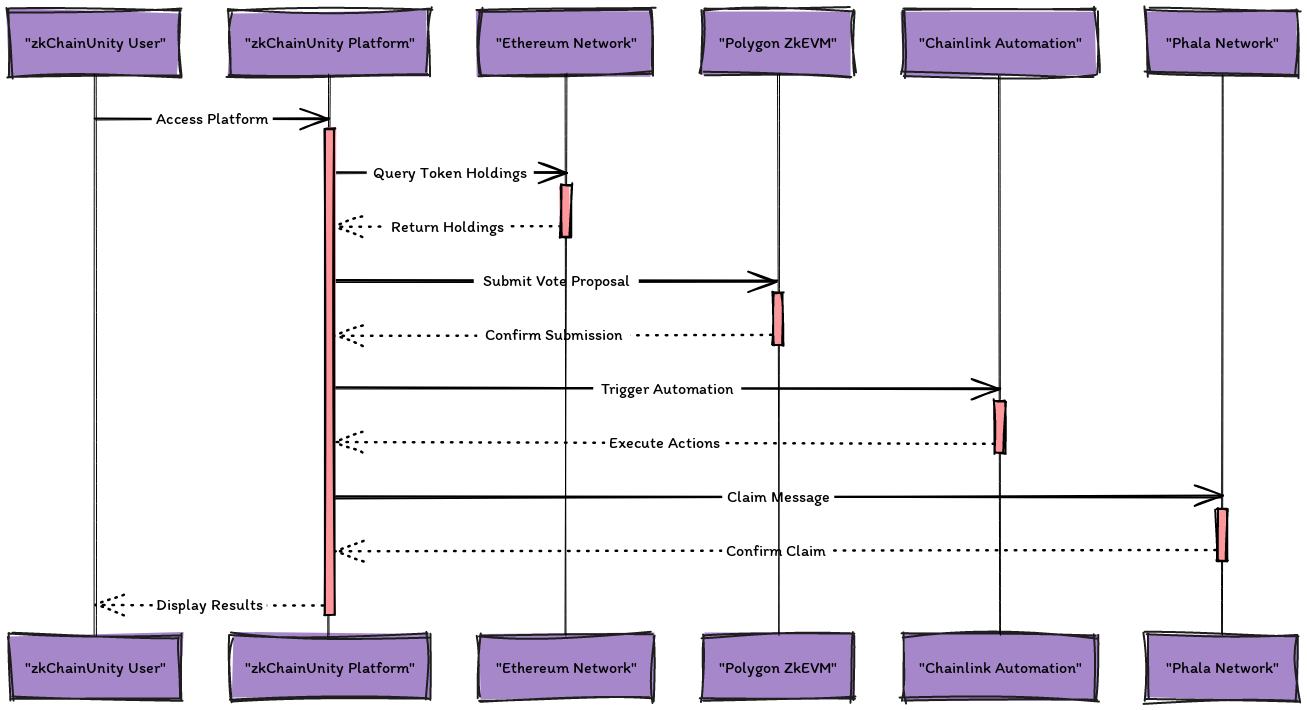 "zkChainUnity User"
"zkChainUnity Platform"
"Ethereum Network"
"Polygon ZkEVM"
"Chainlink Automation"
"Phala Network"
Access Platform
Query Token Holdings
Return Holdings
Submit Vote Proposal
Confirm Submission
Trigger Automation
Execute Actions
Claim Message
Confirm Claim
Display Results
"zkChainUnity User"
"zkChainUnity Platform"
"Ethereum Network"
"Polygon ZkEVM"
"Chainlink Automation"
"Phala Network"